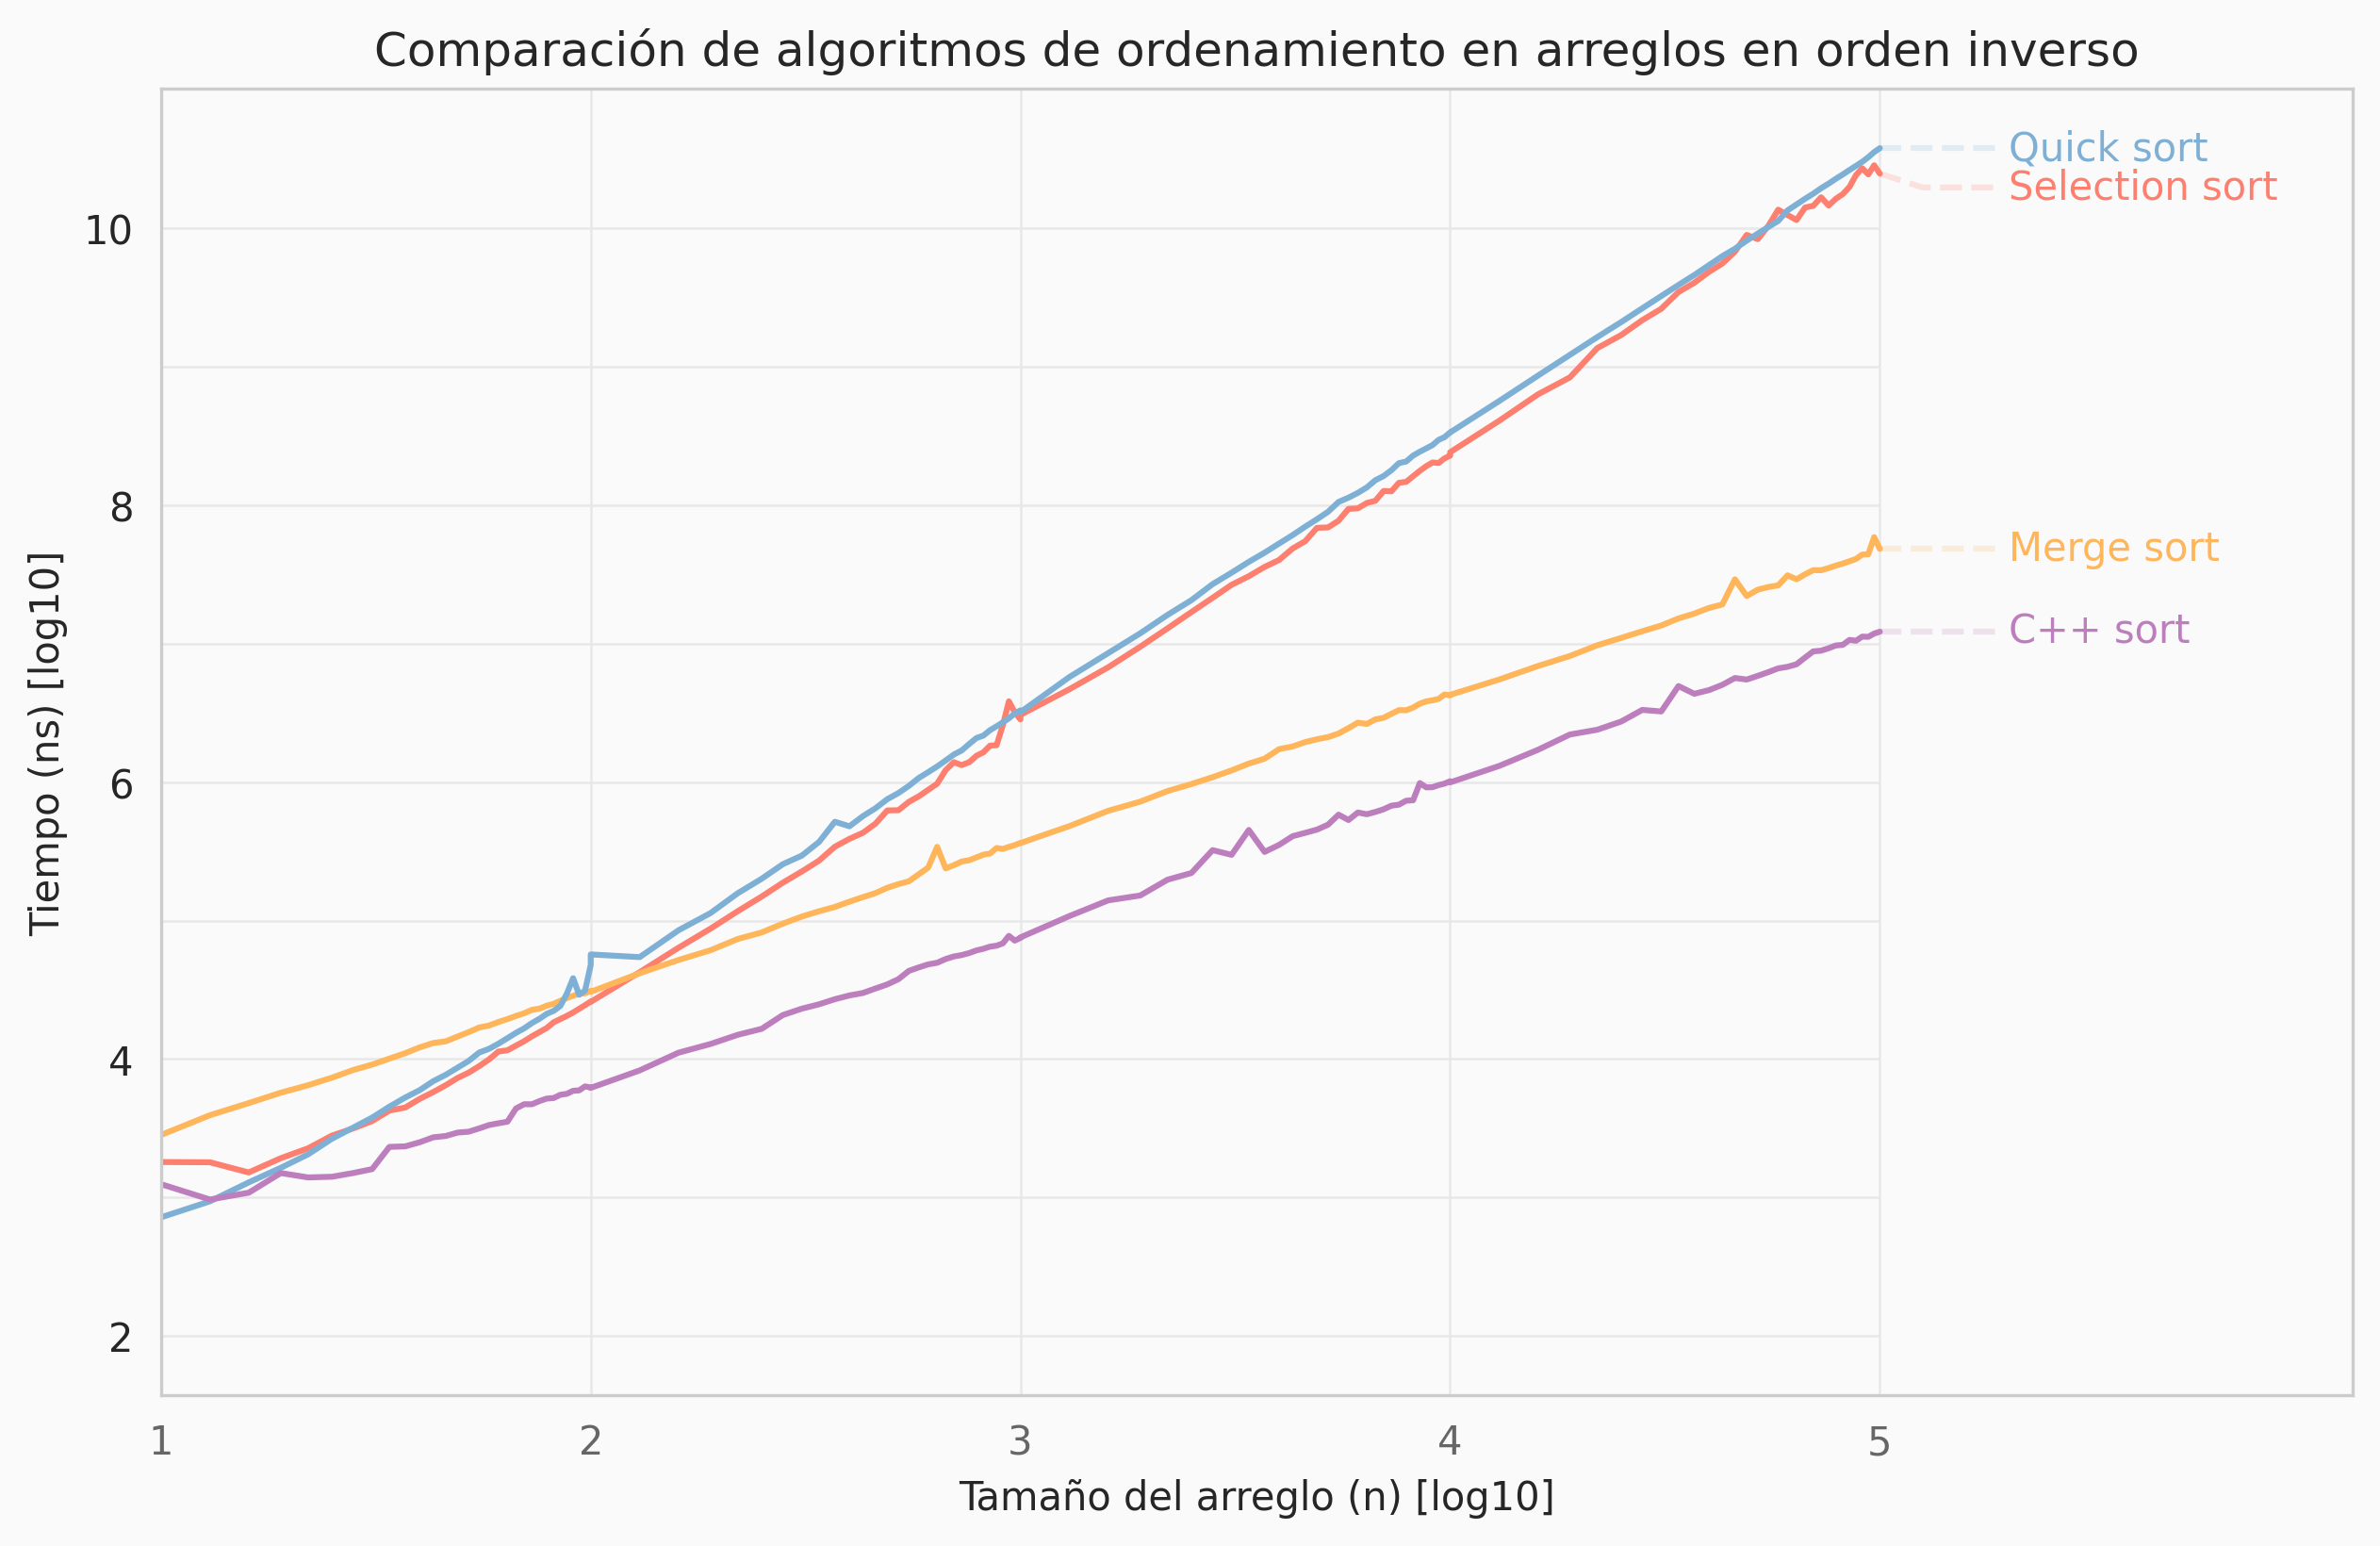 Comparación de algoritmos de ordenamiento en arreglos en orden inverso
Quick sort
Selection sort
Merge sort
C++ sort
10
8
6
4
2
Tiempo (ns) [log10]
1 2 3 4 5
Tamaño del arreglo (n) [log10]